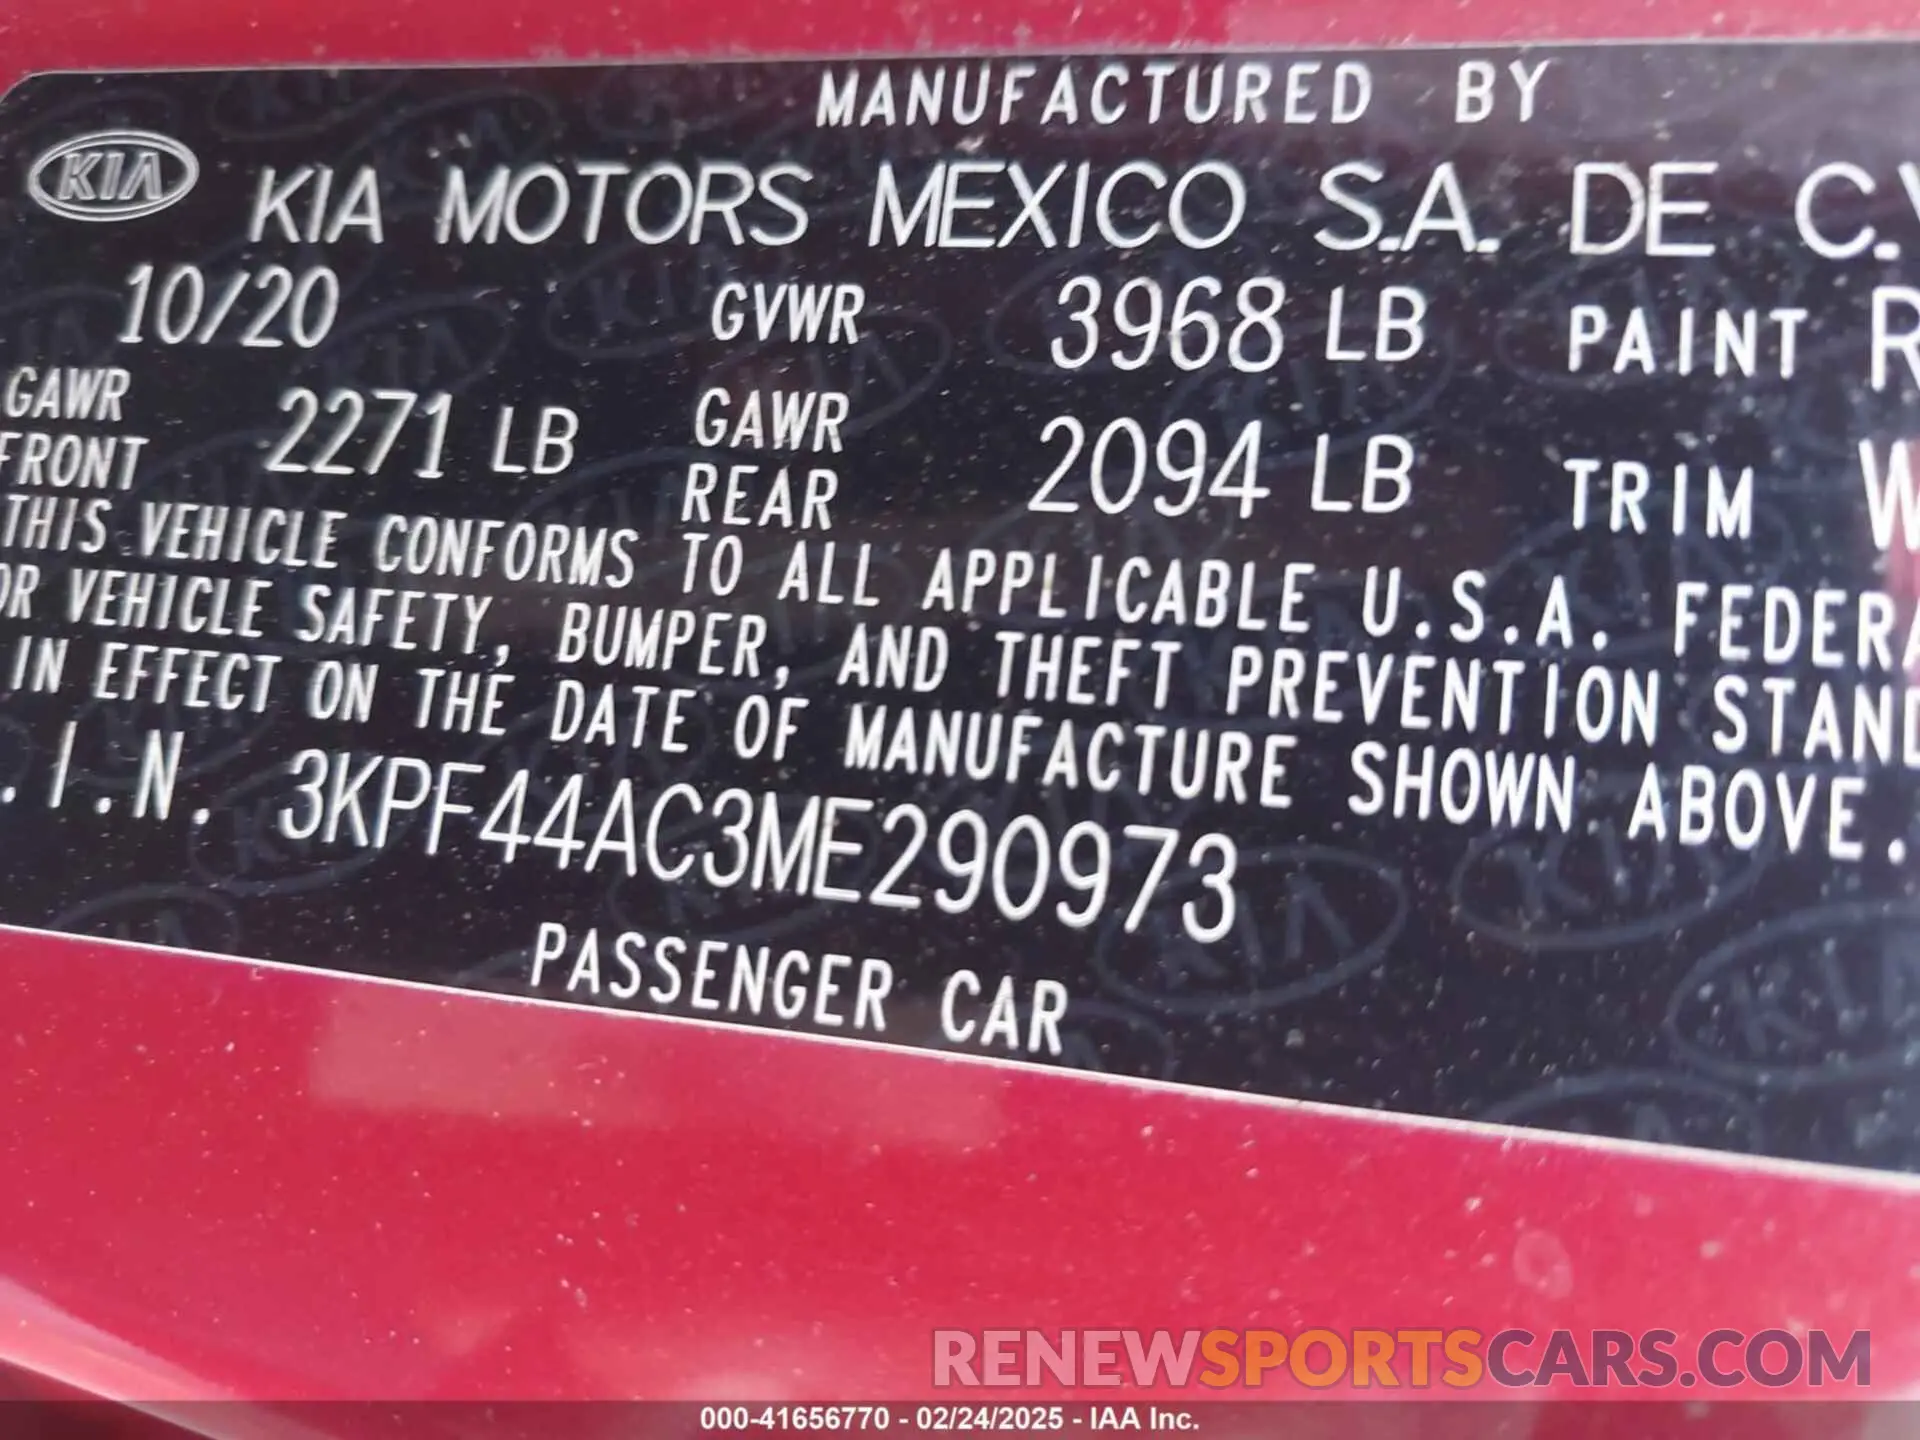 MANUFACTURED BY
KIA KIA MOTORS MEXICO S.A. DE C.V
10/20 GVWR 3968 LB PAINT R
GAWR FRONT 2271 LB GAWR REAR 2094 LB TRIM W
THIS VEHICLE CONFORMS TO ALL APPLICABLE U.S.A. FEDERA
OR VEHICLE SAFETY, BUMPER, AND THEFT PREVENTION STAND
IN EFFECT ON THE DATE OF MANUFACTURE SHOWN ABOVE.
.I.N. 3KPF44AC3ME290973
PASSENGER CAR
RENEWSPORTSCARS.COM
000-41656770 - 02/24/2025 - IAA Inc.